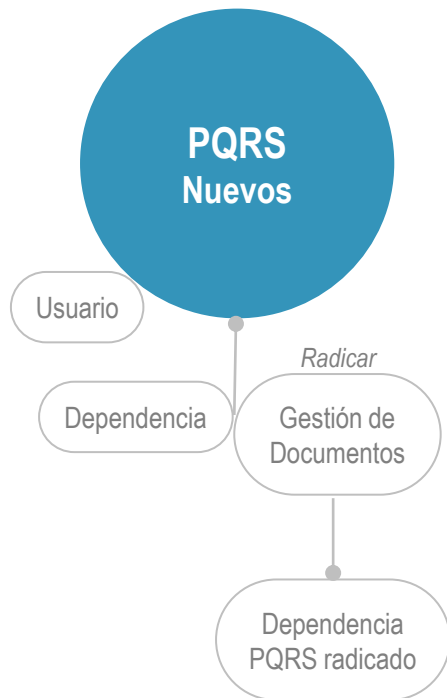 PQRS
Nuevos
Usuario
Radicar
Dependencia
Gestión de
Documentos
Dependencia
PQRS radicado